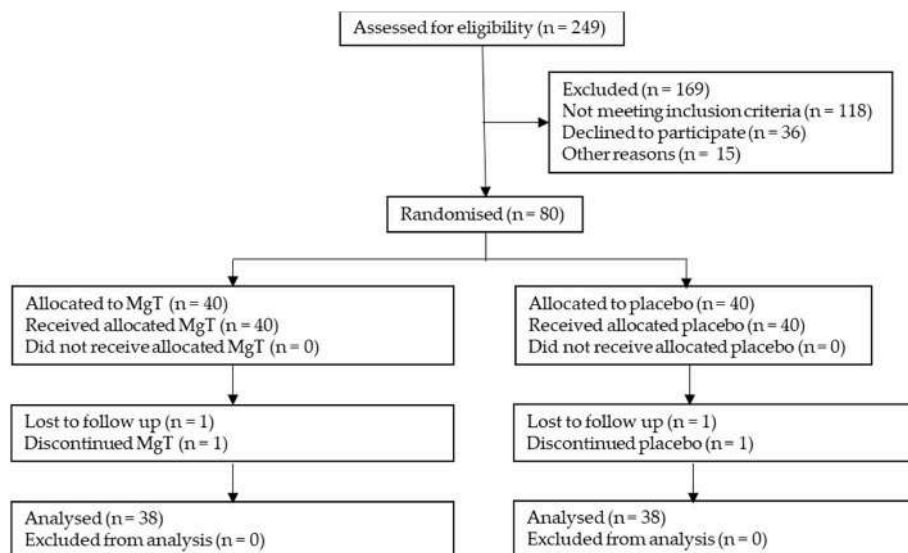 Assessed for eligibility (n = 249)
Excluded (n = 169)
Not meeting inclusion criteria (n = 118)
Declined to participate (n = 36)
Other reasons (n = 15)
Randomised (n = 80)
Allocated to MgT (n = 40)
Received allocated MgT (n = 40)
Did not receive allocated MgT (n = 0)
Allocated to placebo (n = 40)
Received allocated placebo (n = 40)
Did not receive allocated placebo (n = 0)
Lost to follow up (n = 1)
Discontinued MgT (n = 1)
Lost to follow up (n = 1)
Discontinued placebo (n = 1)
Analysed (n = 38)
Excluded from analysis (n = 0)
Analysed (n = 38)
Excluded from analysis (n = 0)